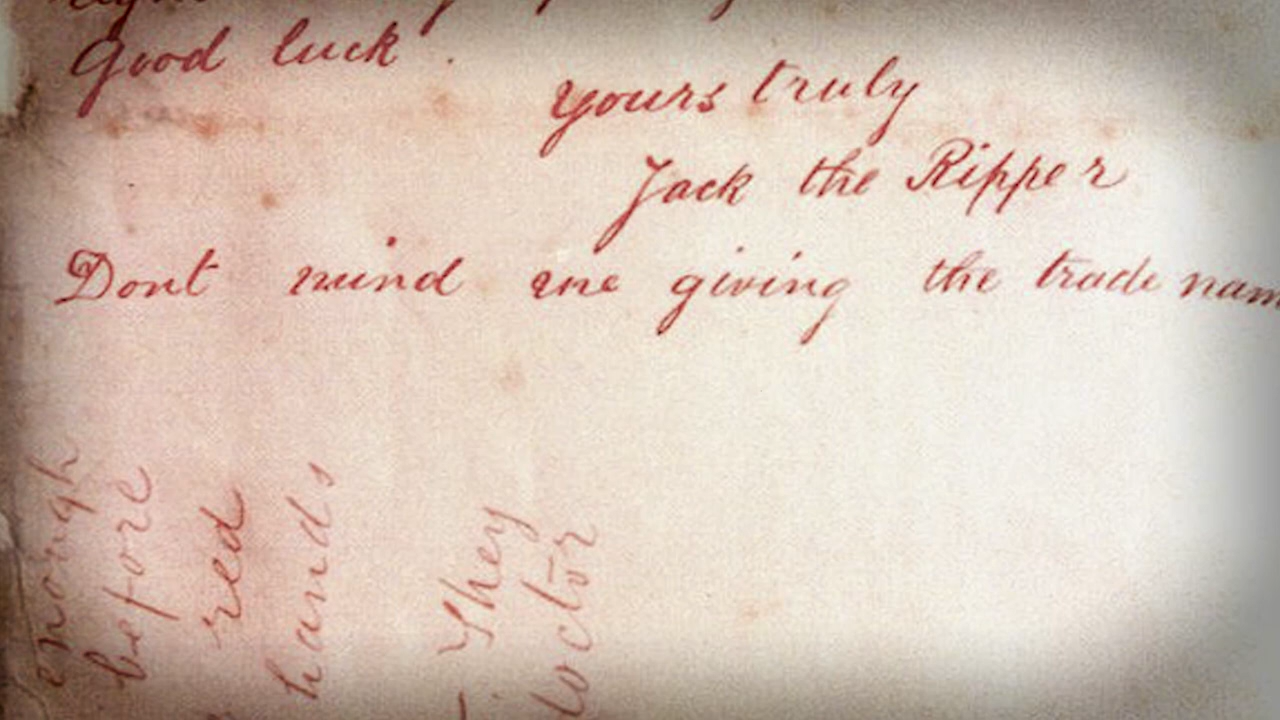 Good luck.
yours truly
Jack the Ripper
Dont mind me giving the trade nam
enough
before
red
hands
They
doctor